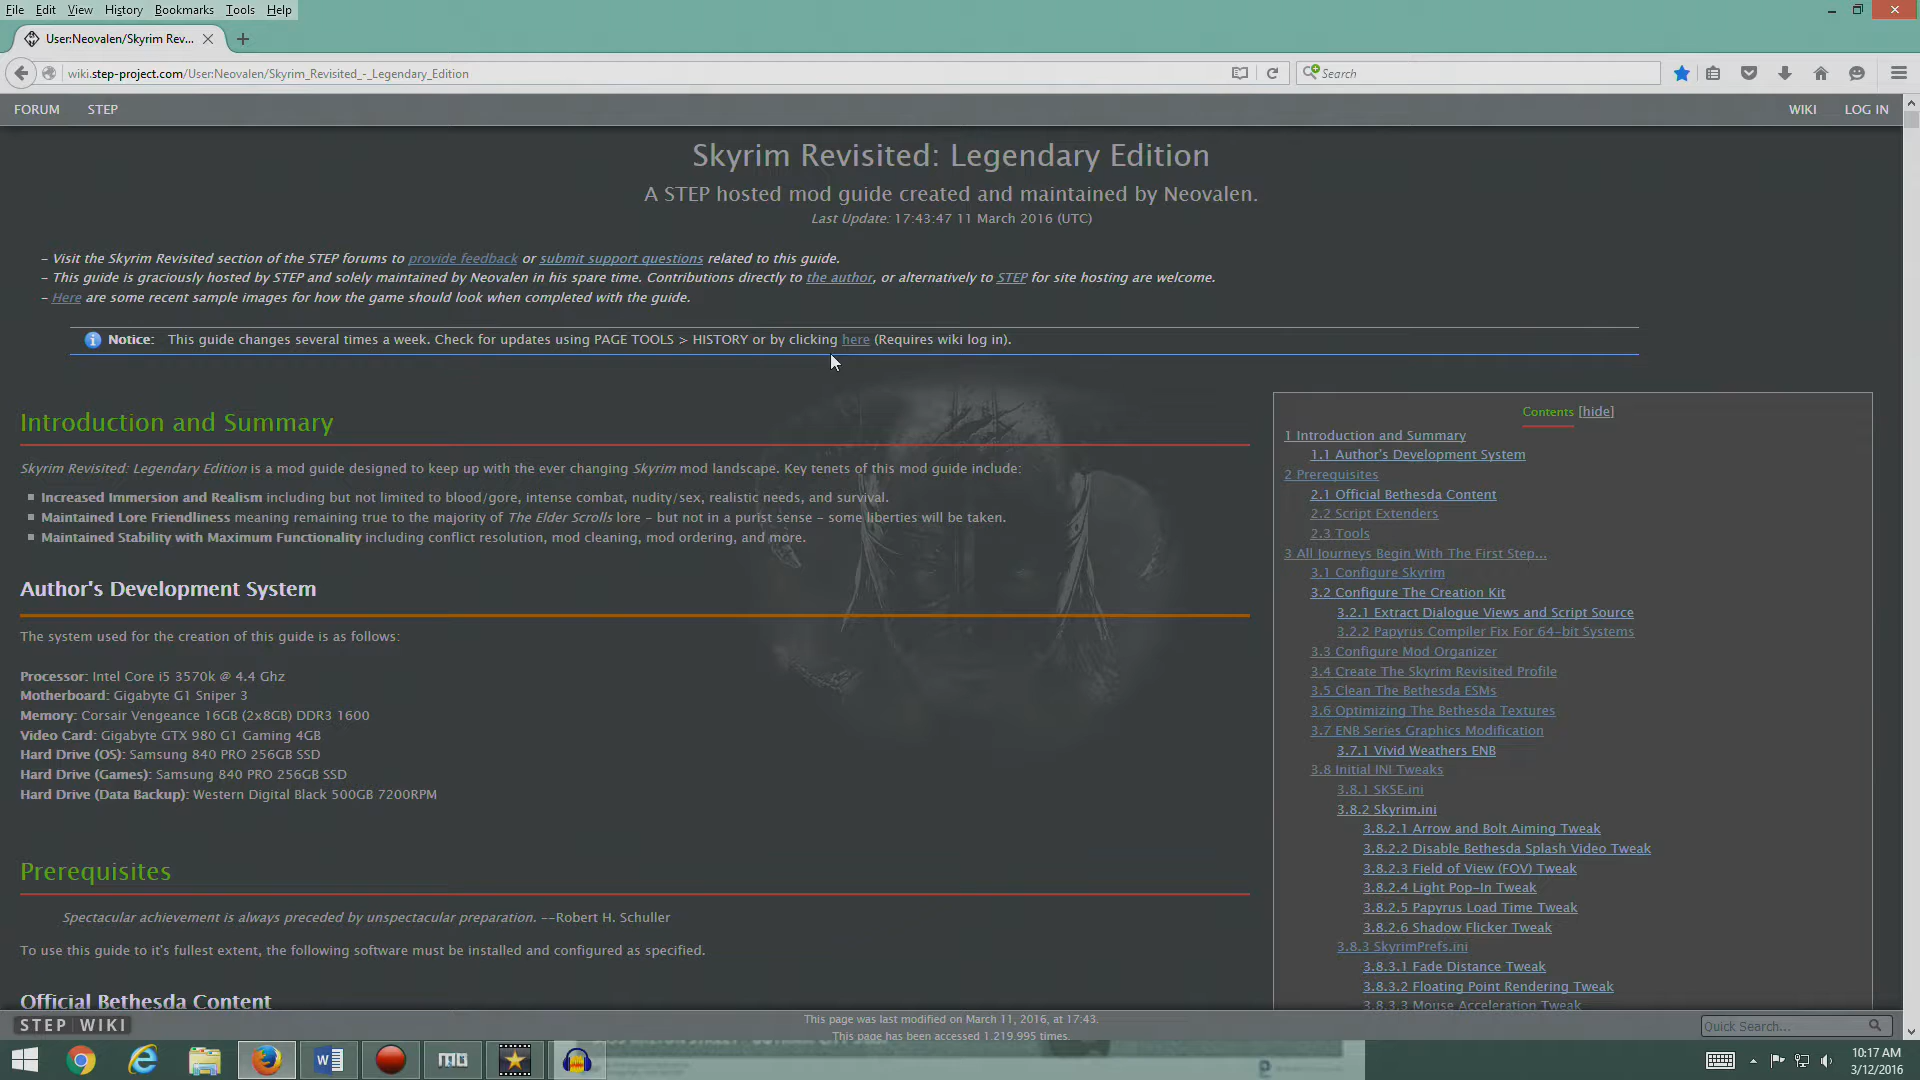 File Edit View History Bookmarks Tools Help
User:Neovalen/Skyrim Rev...
wiki.step-project.com/User:Neovalen/Skyrim_Revisited_-_Legendary_Edition
Search
FORUM STEP WIKI LOG IN
Skyrim Revisited: Legendary Edition
A STEP hosted mod guide created and maintained by Neovalen.
Last Update: 17:43:47 11 March 2016 (UTC)
– Visit the Skyrim Revisited section of the STEP forums to provide feedback or submit support questions related to this guide.
– This guide is graciously hosted by STEP and solely maintained by Neovalen in his spare time. Contributions directly to the author, or alternatively to STEP for site hosting are welcome.
– Here are some recent sample images for how the game should look when completed with the guide.
Notice: This guide changes several times a week. Check for updates using PAGE TOOLS > HISTORY or by clicking here (Requires wiki log in).
Introduction and Summary
Skyrim Revisited: Legendary Edition is a mod guide designed to keep up with the ever changing Skyrim mod landscape. Key tenets of this mod guide include:
Increased Immersion and Realism including but not limited to blood/gore, intense combat, nudity/sex, realistic needs, and survival.
Maintained Lore Friendliness meaning remaining true to the majority of The Elder Scrolls lore – but not in a purist sense – some liberties will be taken.
Maintained Stability with Maximum Functionality including conflict resolution, mod cleaning, mod ordering, and more.
Author's Development System
The system used for the creation of this guide is as follows:
Processor: Intel Core i5 3570k @ 4.4 Ghz
Motherboard: Gigabyte G1 Sniper 3
Memory: Corsair Vengeance 16GB (2x8GB) DDR3 1600
Video Card: Gigabyte GTX 980 G1 Gaming 4GB
Hard Drive (OS): Samsung 840 PRO 256GB SSD
Hard Drive (Games): Samsung 840 PRO 256GB SSD
Hard Drive (Data Backup): Western Digital Black 500GB 7200RPM
Prerequisites
Spectacular achievement is always preceded by unspectacular preparation. --Robert H. Schuller
To use this guide to it's fullest extent, the following software must be installed and configured as specified.
Official Bethesda Content
Contents [hide]
1 Introduction and Summary
1.1 Author's Development System
2 Prerequisites
2.1 Official Bethesda Content
2.2 Script Extenders
2.3 Tools
3 All Journeys Begin With The First Step...
3.1 Configure Skyrim
3.2 Configure The Creation Kit
3.2.1 Extract Dialogue Views and Script Source
3.2.2 Papyrus Compiler Fix For 64-bit Systems
3.3 Configure Mod Organizer
3.4 Create The Skyrim Revisited Profile
3.5 Clean The Bethesda ESMs
3.6 Optimizing The Bethesda Textures
3.7 ENB Series Graphics Modification
3.7.1 Vivid Weathers ENB
3.8 Initial INI Tweaks
3.8.1 SKSE.ini
3.8.2 Skyrim.ini
3.8.2.1 Arrow and Bolt Aiming Tweak
3.8.2.2 Disable Bethesda Splash Video Tweak
3.8.2.3 Field of View (FOV) Tweak
3.8.2.4 Light Pop-In Tweak
3.8.2.5 Papyrus Load Time Tweak
3.8.2.6 Shadow Flicker Tweak
3.8.3 SkyrimPrefs.ini
3.8.3.1 Fade Distance Tweak
3.8.3.2 Floating Point Rendering Tweak
3.8.3.3 Mouse Acceleration Tweak
STEP WIKI
This page was last modified on March 11, 2016, at 17:43.
This page has been accessed 1,219,995 times.
Quick Search...
10:17 AM
3/12/2016